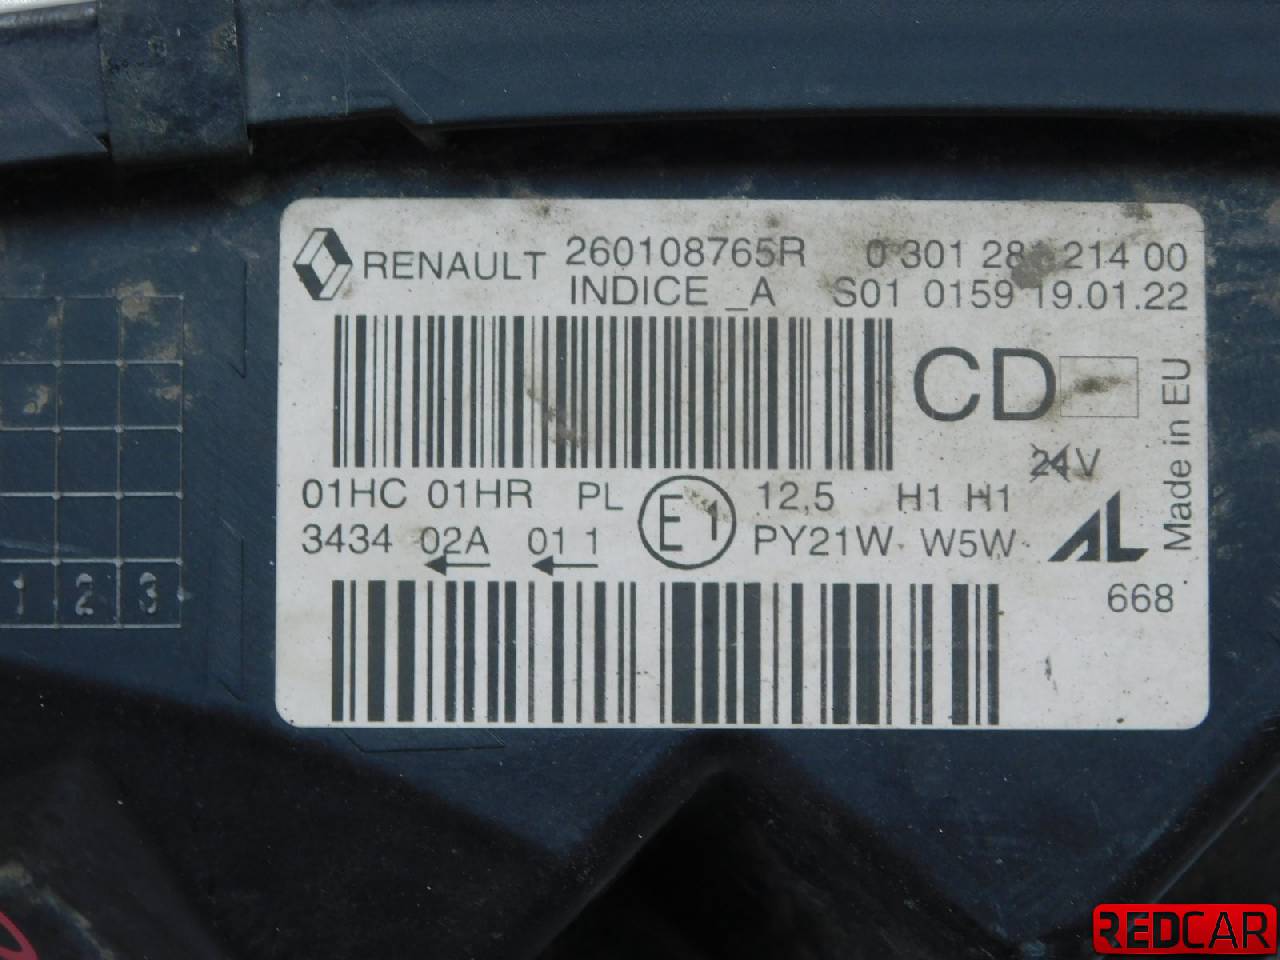 RENAULT 260108765R 0 301 28 214 00
INDICE _A S01 0159 19.01.22
CD
24V
Made in EU
01HC 01HR PL E1 12,5 H1 H1
3434 02A 01 1 PY21W W5W AL
668
1 2 3
REDCAR